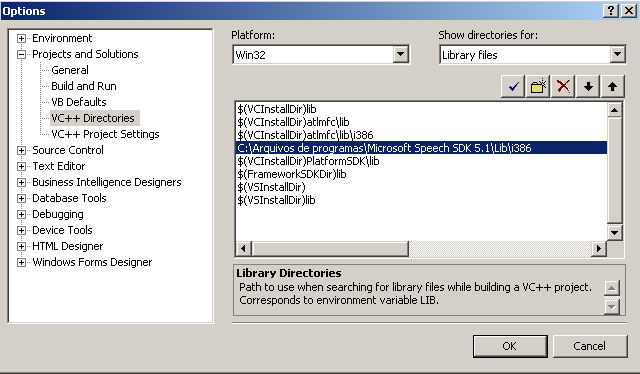 Options
Environment
Projects and Solutions
General
Build and Run
VB Defaults
VC++ Directories
VC++ Project Settings
Source Control
Text Editor
Business Intelligence Designers
Database Tools
Debugging
Device Tools
HTML Designer
Windows Forms Designer
Platform:
Win32
Show directories for:
Library files
$(VCInstallDir)lib
$(VCInstallDir)atlmfc\lib
$(VCInstallDir)atlmfc\lib\i386
C:\Arquivos de programas\Microsoft Speech SDK 5.1\Lib\i386
$(VCInstallDir)PlatformSDK\lib
$(FrameworkSDKDir)lib
$(VSInstallDir)
$(VSInstallDir)lib
Library Directories
Path to use when searching for library files while building a VC++ project.
Corresponds to environment variable LIB.
OK
Cancel